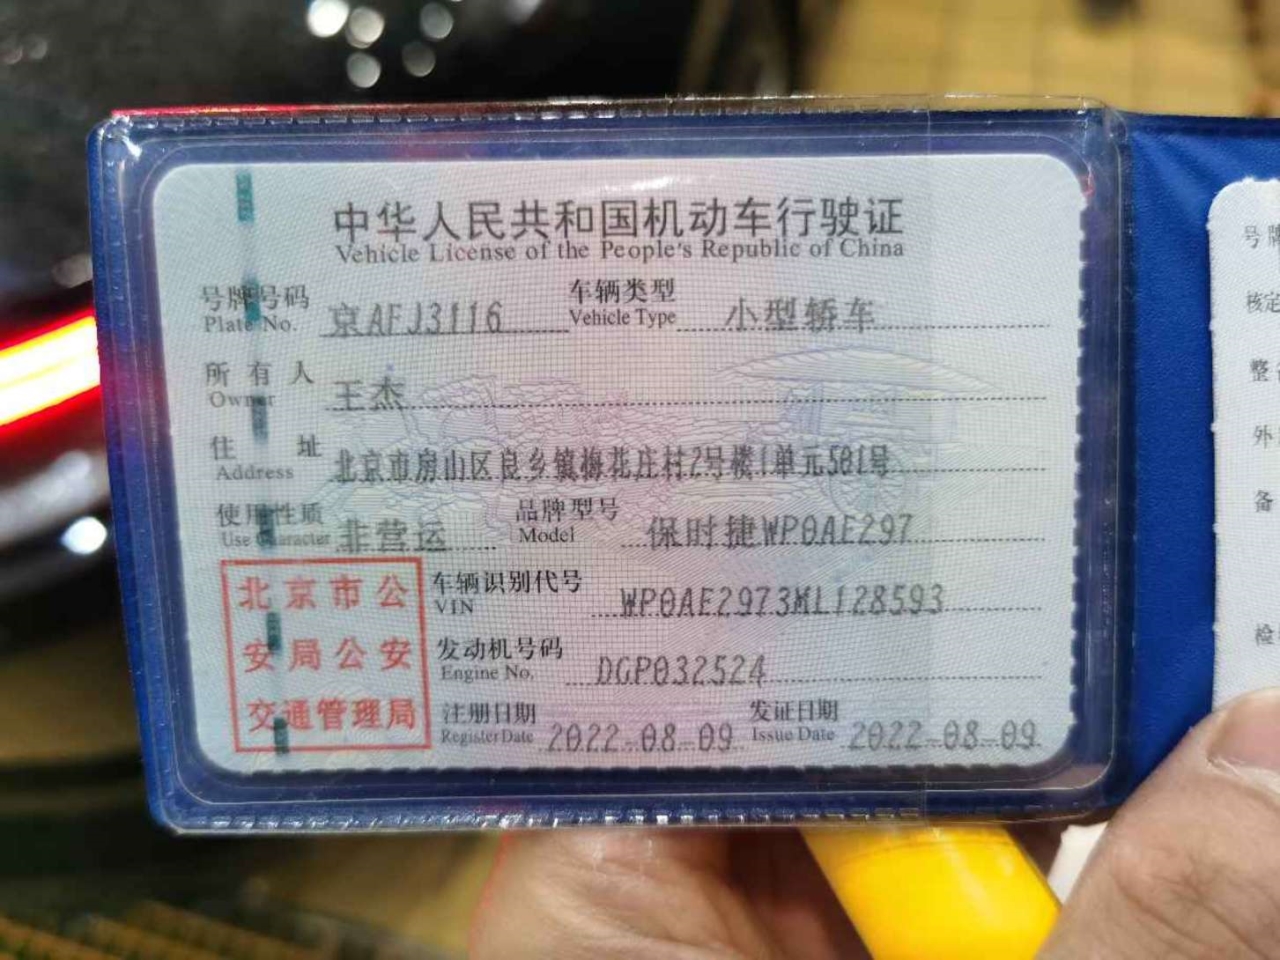 中华人民共和国机动车行驶证
Vehicle License of the People's Republic of China
号牌号码 京AFJ3116 车辆类型 小型轿车
Plate No. Vehicle Type
所有人 王杰
Owner
住址 北京市房山区良乡镇梅花庄村2号楼1单元501号
Address
使用性质 非营运 品牌型号 保时捷WP0AE297
Use Character Model
北京市公
安局公安
交通管理局
车辆识别代号 WP0AE2973ML128593
VIN
发动机号码 DGP032524
Engine No.
注册日期 2022-08-09 发证日期 2022-08-09
Register Date Issue Date
号牌
核定
整
外
备
检